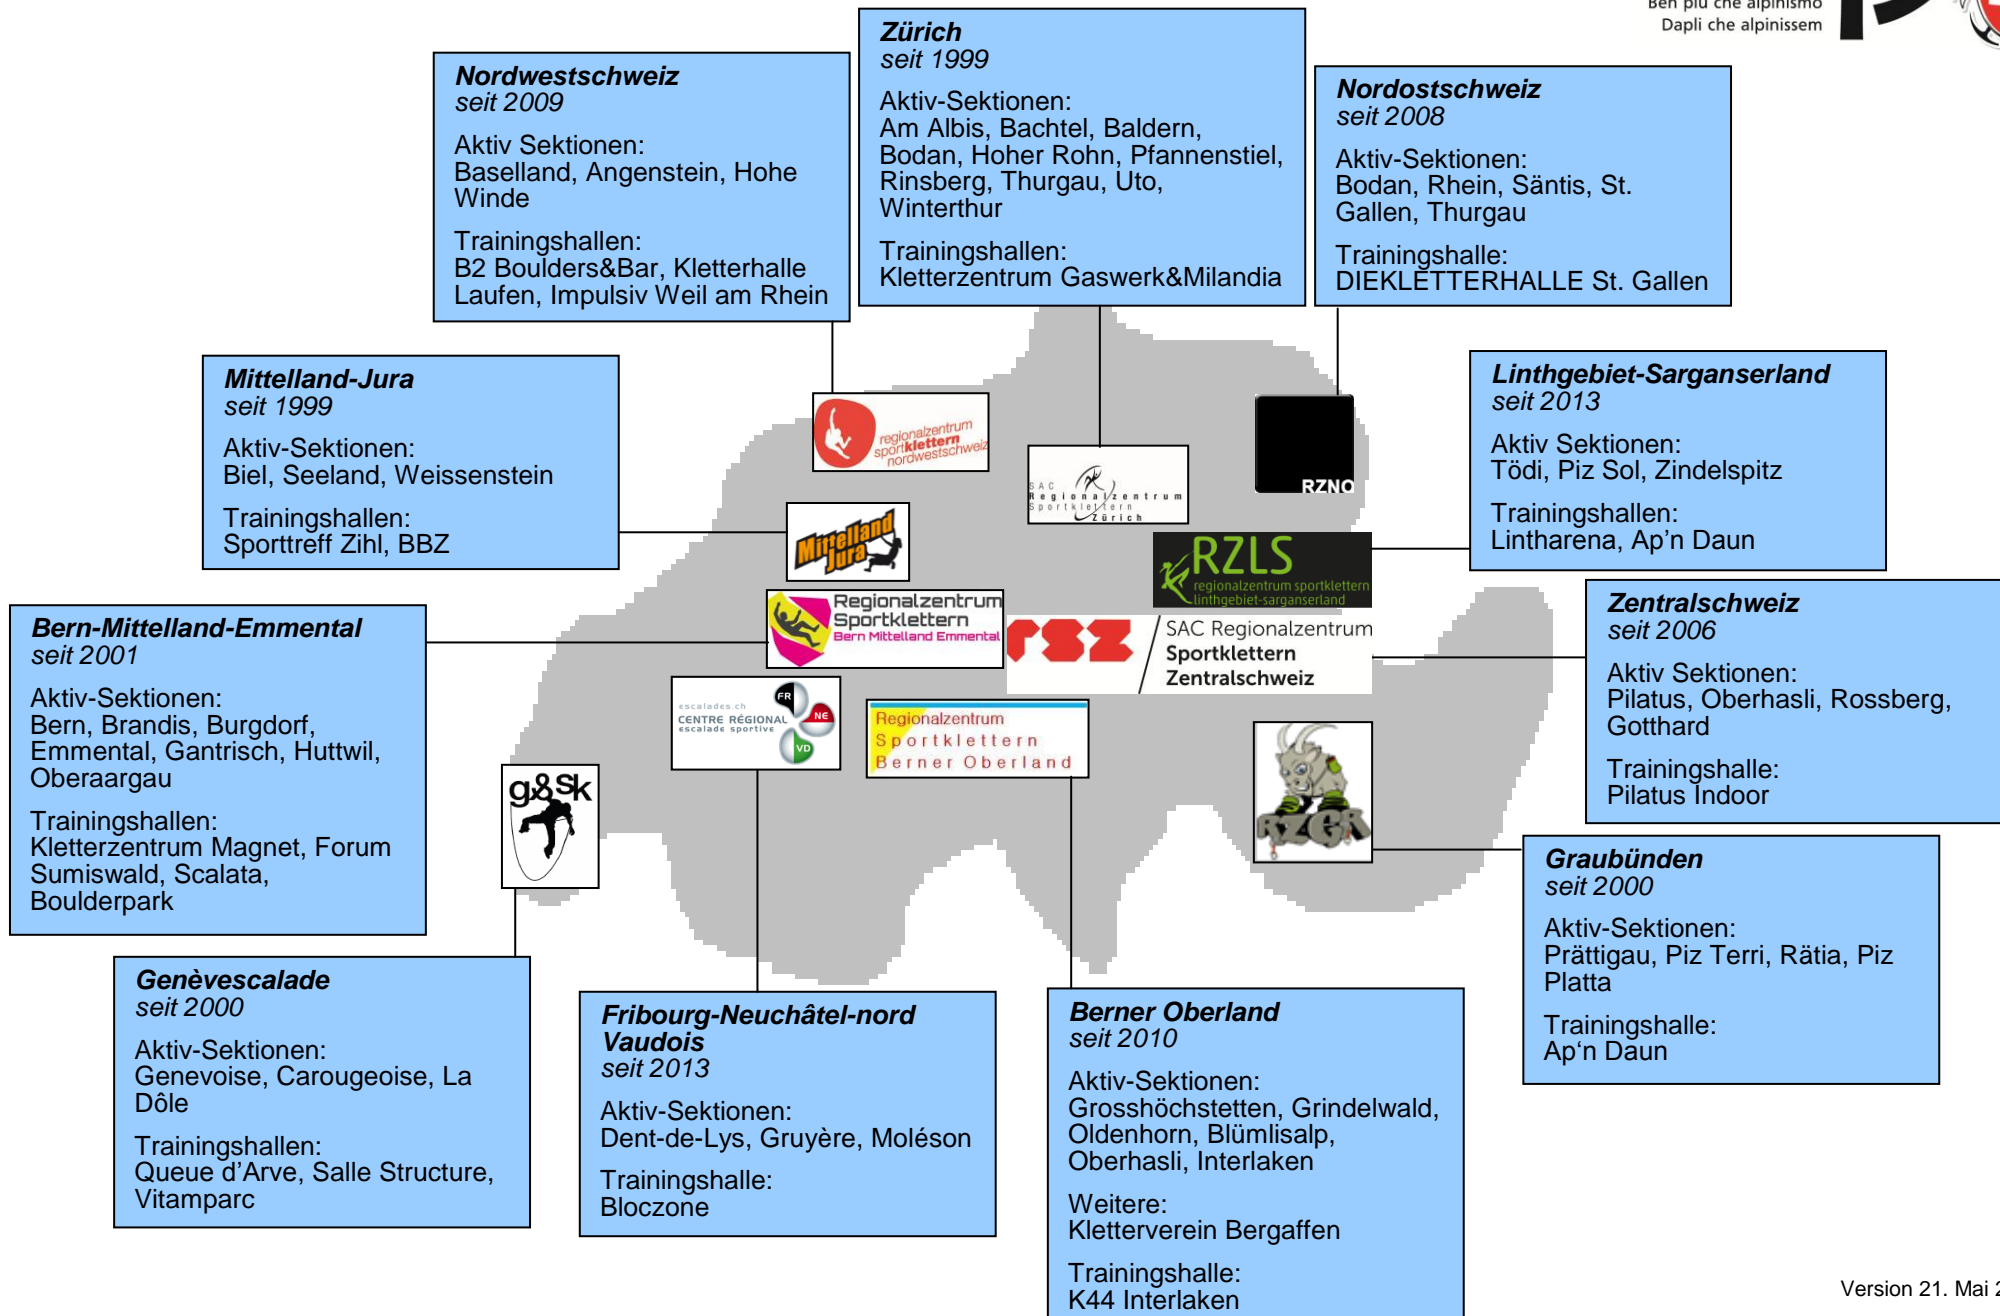 Ben più che alpinismo
Dapli che alpinissem
Zürich
seit 1999
Aktiv-Sektionen:
Am Albis, Bachtel, Baldern,
Bodan, Hoher Rohn, Pfannenstiel,
Rinsberg, Thurgau, Uto,
Winterthur
Trainingshallen:
Kletterzentrum Gaswerk&Milandia
Nordwestschweiz
seit 2009
Aktiv Sektionen:
Baselland, Angenstein, Hohe
Winde
Trainingshallen:
B2 Boulders&Bar, Kletterhalle
Laufen, Impulsiv Weil am Rhein
Nordostschweiz
seit 2008
Aktiv-Sektionen:
Bodan, Rhein, Säntis, St.
Gallen, Thurgau
Trainingshalle:
DIEKLETTERHALLE St. Gallen
Mittelland-Jura
seit 1999
Aktiv-Sektionen:
Biel, Seeland, Weissenstein
Trainingshallen:
Sporttreff Zihl, BBZ
Linthgebiet-Sarganserland
seit 2013
Aktiv Sektionen:
Tödi, Piz Sol, Zindelspitz
Trainingshallen:
Lintharena, Ap'n Daun
regionalzentrum
sportklettern
nordwestschweiz
SAC
Regionalzentrum
Sportklettern
Zürich
RZNO
Mittelland
Jura
RZLS
regionalzentrum sportklettern
linthgebiet-sarganserland
Regionalzentrum
Sportklettern
Bern Mittelland Emmental
rsz
SAC Regionalzentrum
Sportklettern
Zentralschweiz
escalades.ch
CENTRE RÉGIONAL
escalade sportive
FR
NE
VD
Regionalzentrum
Sportklettern
Berner Oberland
g&sk
RZGR
Bern-Mittelland-Emmental
seit 2001
Aktiv-Sektionen:
Bern, Brandis, Burgdorf,
Emmental, Gantrisch, Huttwil,
Oberaargau
Trainingshallen:
Kletterzentrum Magnet, Forum
Sumiswald, Scalata,
Boulderpark
Zentralschweiz
seit 2006
Aktiv Sektionen:
Pilatus, Oberhasli, Rossberg,
Gotthard
Trainingshalle:
Pilatus Indoor
Graubünden
seit 2000
Aktiv-Sektionen:
Prättigau, Piz Terri, Rätia, Piz
Platta
Trainingshalle:
Ap‘n Daun
Genèvescalade
seit 2000
Aktiv-Sektionen:
Genevoise, Carougeoise, La
Dôle
Trainingshallen:
Queue d’Arve, Salle Structure,
Vitamparc
Fribourg-Neuchâtel-nord
Vaudois
seit 2013
Aktiv-Sektionen:
Dent-de-Lys, Gruyère, Moléson
Trainingshalle:
Bloczone
Berner Oberland
seit 2010
Aktiv-Sektionen:
Grosshöchstetten, Grindelwald,
Oldenhorn, Blümlisalp,
Oberhasli, Interlaken
Weitere:
Kletterverein Bergaffen
Trainingshalle:
K44 Interlaken
Version 21. Mai 2